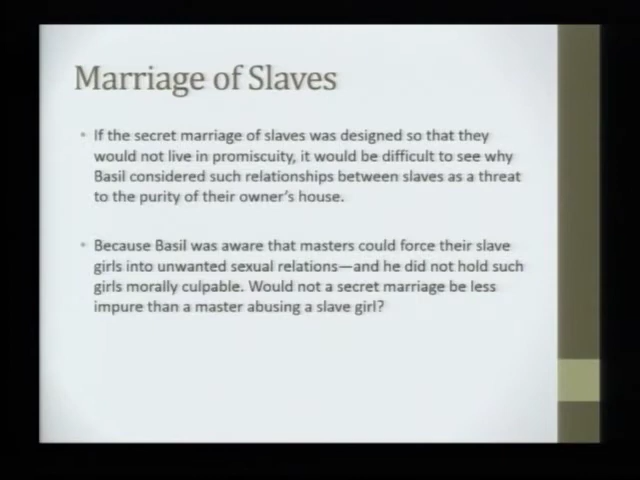 Marriage of Slaves
If the secret marriage of slaves was designed so that they
would not live in promiscuity, it would be difficult to see why
Basil considered such relationships between slaves as a threat
to the purity of their owner's house.
Because Basil was aware that masters could force their slave
girls into unwanted sexual relations—and he did not hold such
girls morally culpable. Would not a secret marriage be less
impure than a master abusing a slave girl?